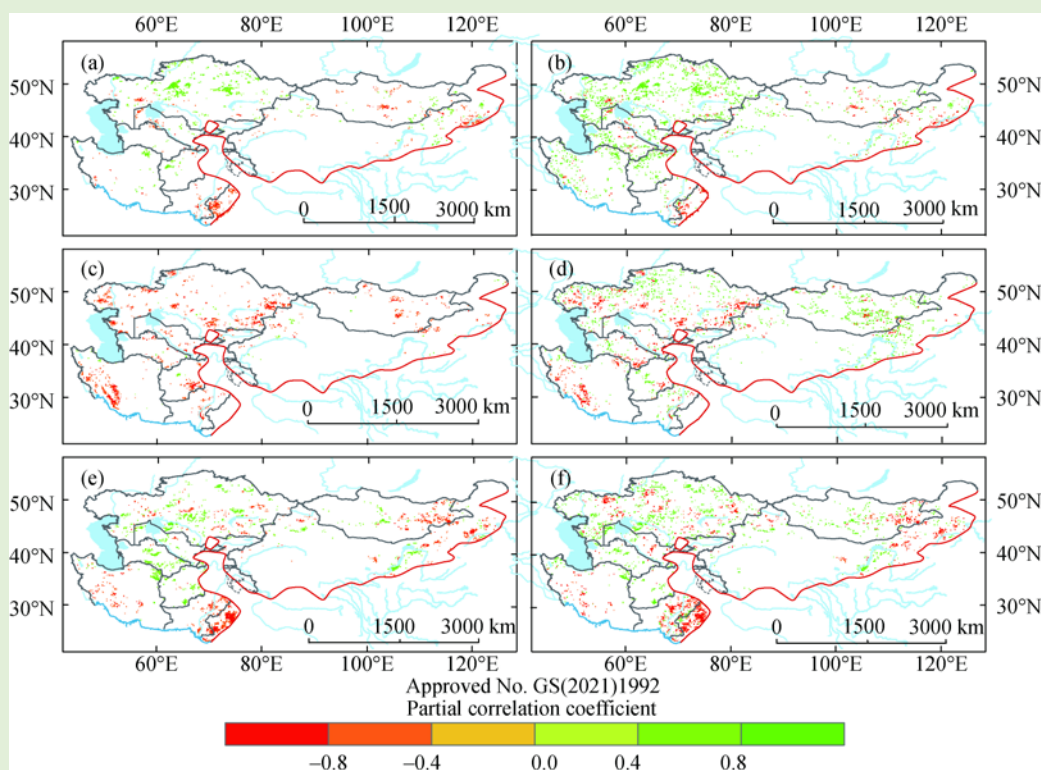 60°E 80°E 100°E 120°E 60°E 80°E 100°E 120°E
(a) (b)
50°N 50°N
40°N 40°N
30°N 30°N
0 1500 3000 km 0 1500 3000 km
(c) (d)
50°N 50°N
40°N 40°N
30°N 30°N
0 1500 3000 km 0 1500 3000 km
(e) (f)
50°N 50°N
40°N 40°N
30°N 30°N
0 1500 3000 km 0 1500 3000 km
60°E 80°E 100°E 120°E 60°E 80°E 100°E 120°E
Approved No. GS(2021)1992
Partial correlation coefficient
−0.8 −0.4 0.0 0.4 0.8